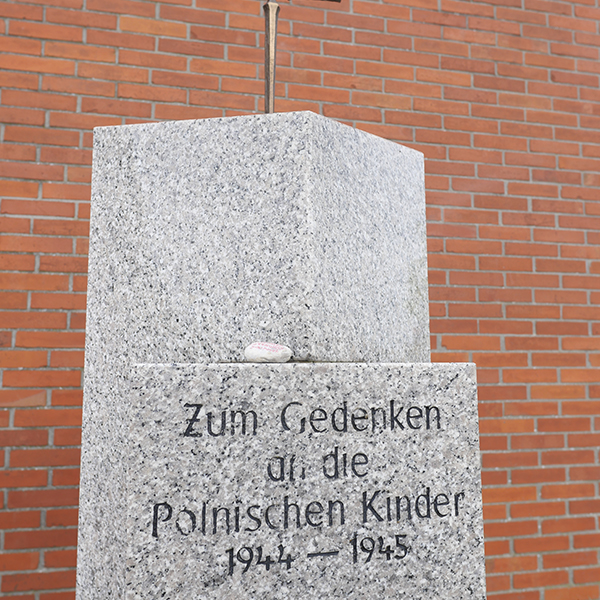 Zum Gedenken
an die
Polnischen Kinder
1944 – 1945